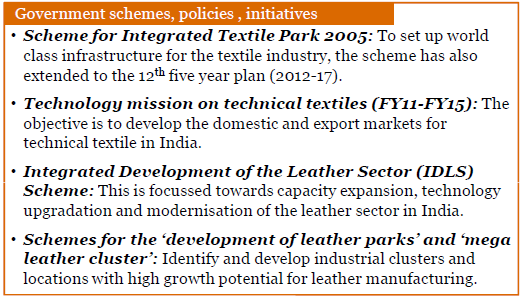 Government schemes, policies , initiatives
• Scheme for Integrated Textile Park 2005: To set up world
class infrastructure for the textile industry, the scheme has also
extended to the 12th five year plan (2012-17).
• Technology mission on technical textiles (FY11-FY15): The
objective is to develop the domestic and export markets for
technical textile in India.
• Integrated Development of the Leather Sector (IDLS)
Scheme: This is focussed towards capacity expansion, technology
upgradation and modernisation of the leather sector in India.
• Schemes for the ‘development of leather parks’ and ‘mega
leather cluster’: Identify and develop industrial clusters and
locations with high growth potential for leather manufacturing.